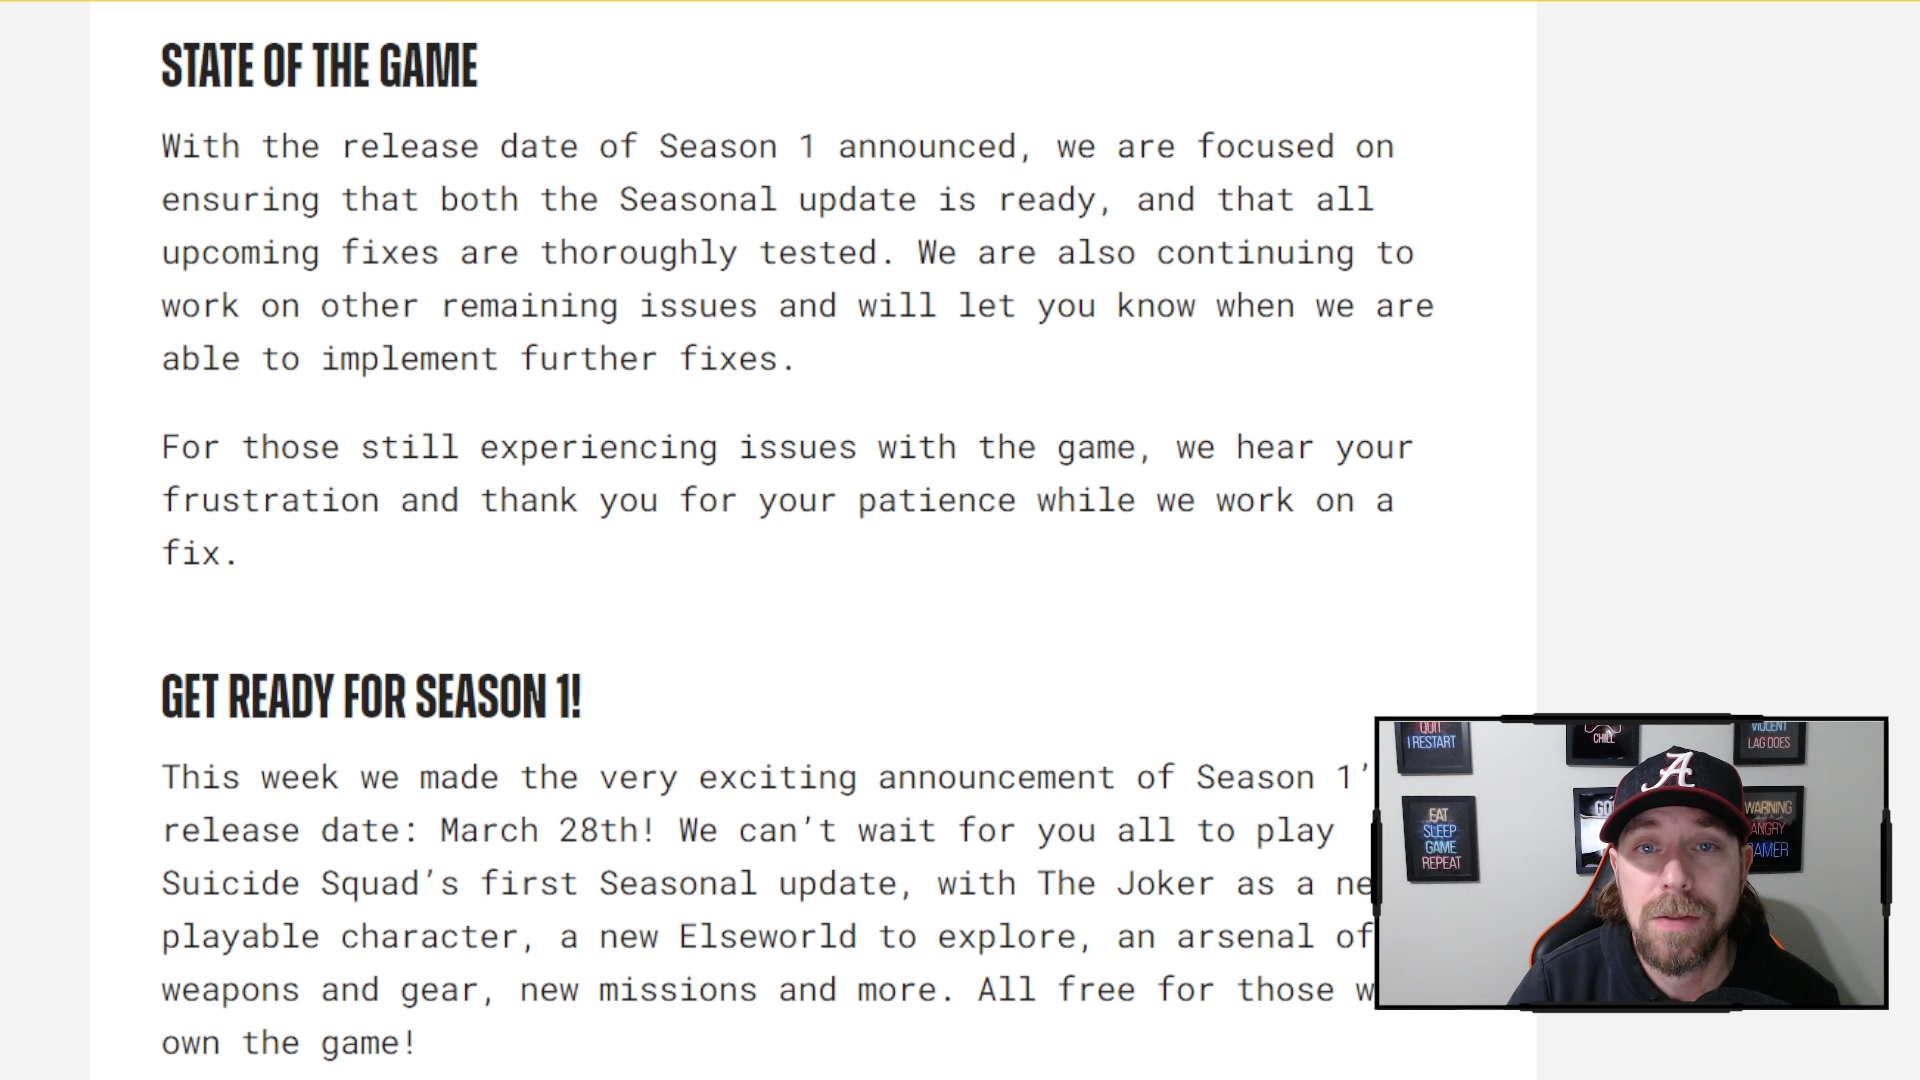 STATE OF THE GAME
With the release date of Season 1 announced, we are focused on
ensuring that both the Seasonal update is ready, and that all
upcoming fixes are thoroughly tested. We are also continuing to
work on other remaining issues and will let you know when we are
able to implement further fixes.
For those still experiencing issues with the game, we hear your
frustration and thank you for your patience while we work on a
fix.
GET READY FOR SEASON 1!
This week we made the very exciting announcement of Season 1’
release date: March 28th! We can’t wait for you all to play
Suicide Squad’s first Seasonal update, with The Joker as a ne
playable character, a new Elseworld to explore, an arsenal of
weapons and gear, new missions and more. All free for those w
own the game!
QUIT
I RESTART
CHILL
VIOLENT
LAG DOES
EAT
SLEEP
GAME
REPEAT
GO
WARNING
ANGRY
GAMER
A